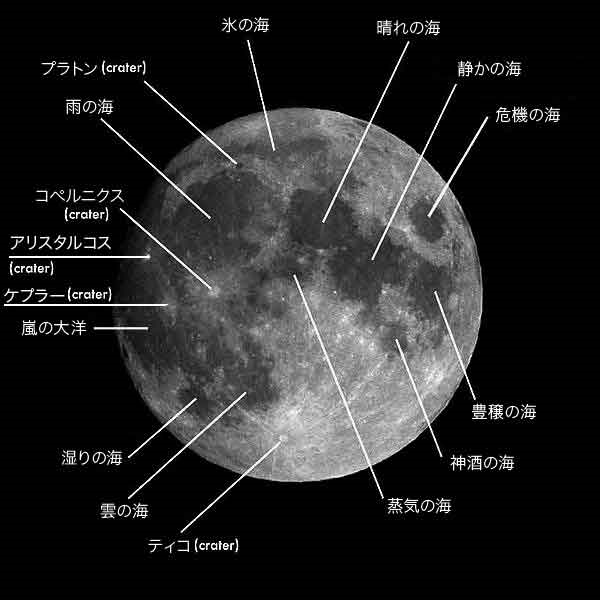 氷の海
晴れの海
プラトン (crater)
静かの海
雨の海
危機の海
コペルニクス
(crater)
アリスタルコス
(crater)
ケプラー (crater)
嵐の大洋
豊穣の海
湿りの海
神酒の海
雲の海
蒸気の海
ティコ (crater)